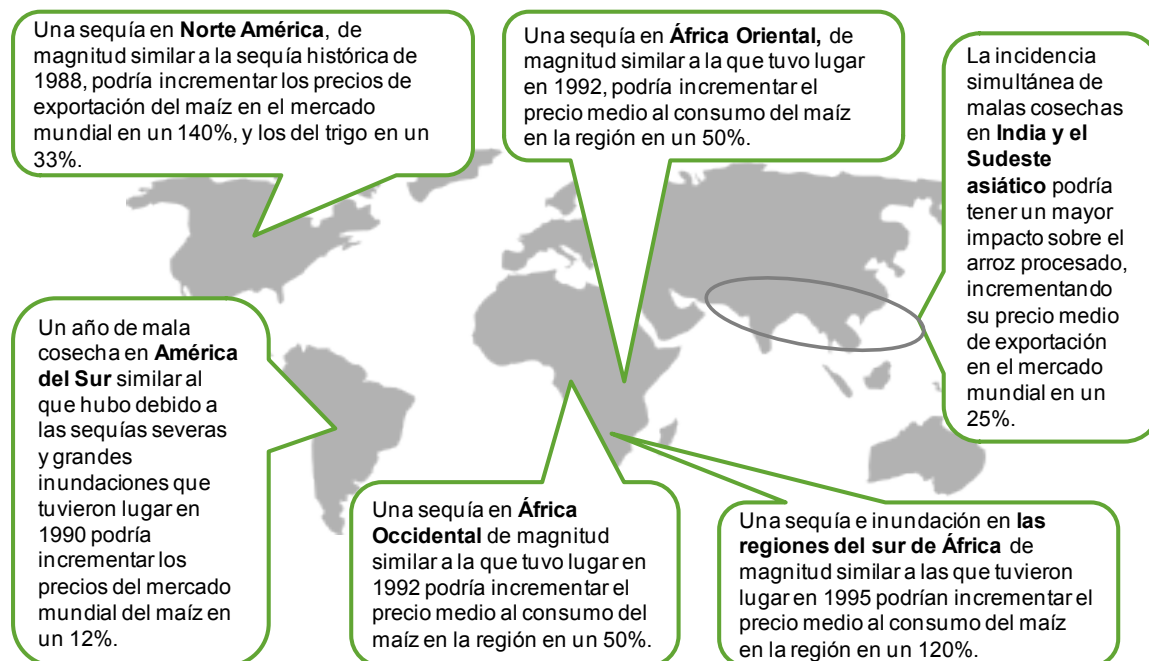 Una sequía en Norte América, de
magnitud similar a la sequía histórica de
1988, podría incrementar los precios de
exportación del maíz en el mercado
mundial en un 140%, y los del trigo en un
33%.
Una sequía en África Oriental, de
magnitud similar a la que tuvo lugar
en 1992, podría incrementar el
precio medio al consumo del maíz
en la región en un 50%.
La incidencia
simultánea de
malas cosechas
en India y el
Sudeste
asiático podría
tener un mayor
impacto sobre el
arroz procesado,
incrementando
su precio medio
de exportación
en el mercado
mundial en un
25%.
Un año de mala
cosecha en América
del Sur similar al
que hubo debido a
las sequías severas
y grandes
inundaciones que
tuvieron lugar en
1990 podría
incrementar los
precios del mercado
mundial del maíz en
un 12%.
Una sequía en África
Occidental de magnitud
similar a la que tuvo lugar en
1992 podría incrementar el
precio medio al consumo del
maíz en la región en un 50%.
Una sequía e inundación en las
regiones del sur de África de
magnitud similar a las que tuvieron
lugar en 1995 podrían incrementar el
precio medio al consumo del maíz
en la región en un 120%.